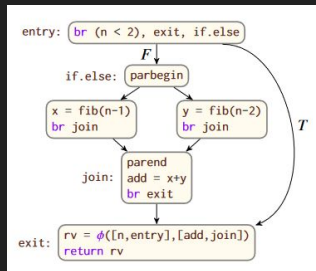 entry: br (n < 2), exit, if.else
F
if.else: parbegin
x = fib(n-1)
br join
y = fib(n-2)
br join
T
join: parend
add = x+y
br exit
exit: rv = ϕ([n,entry],[add,join])
return rv